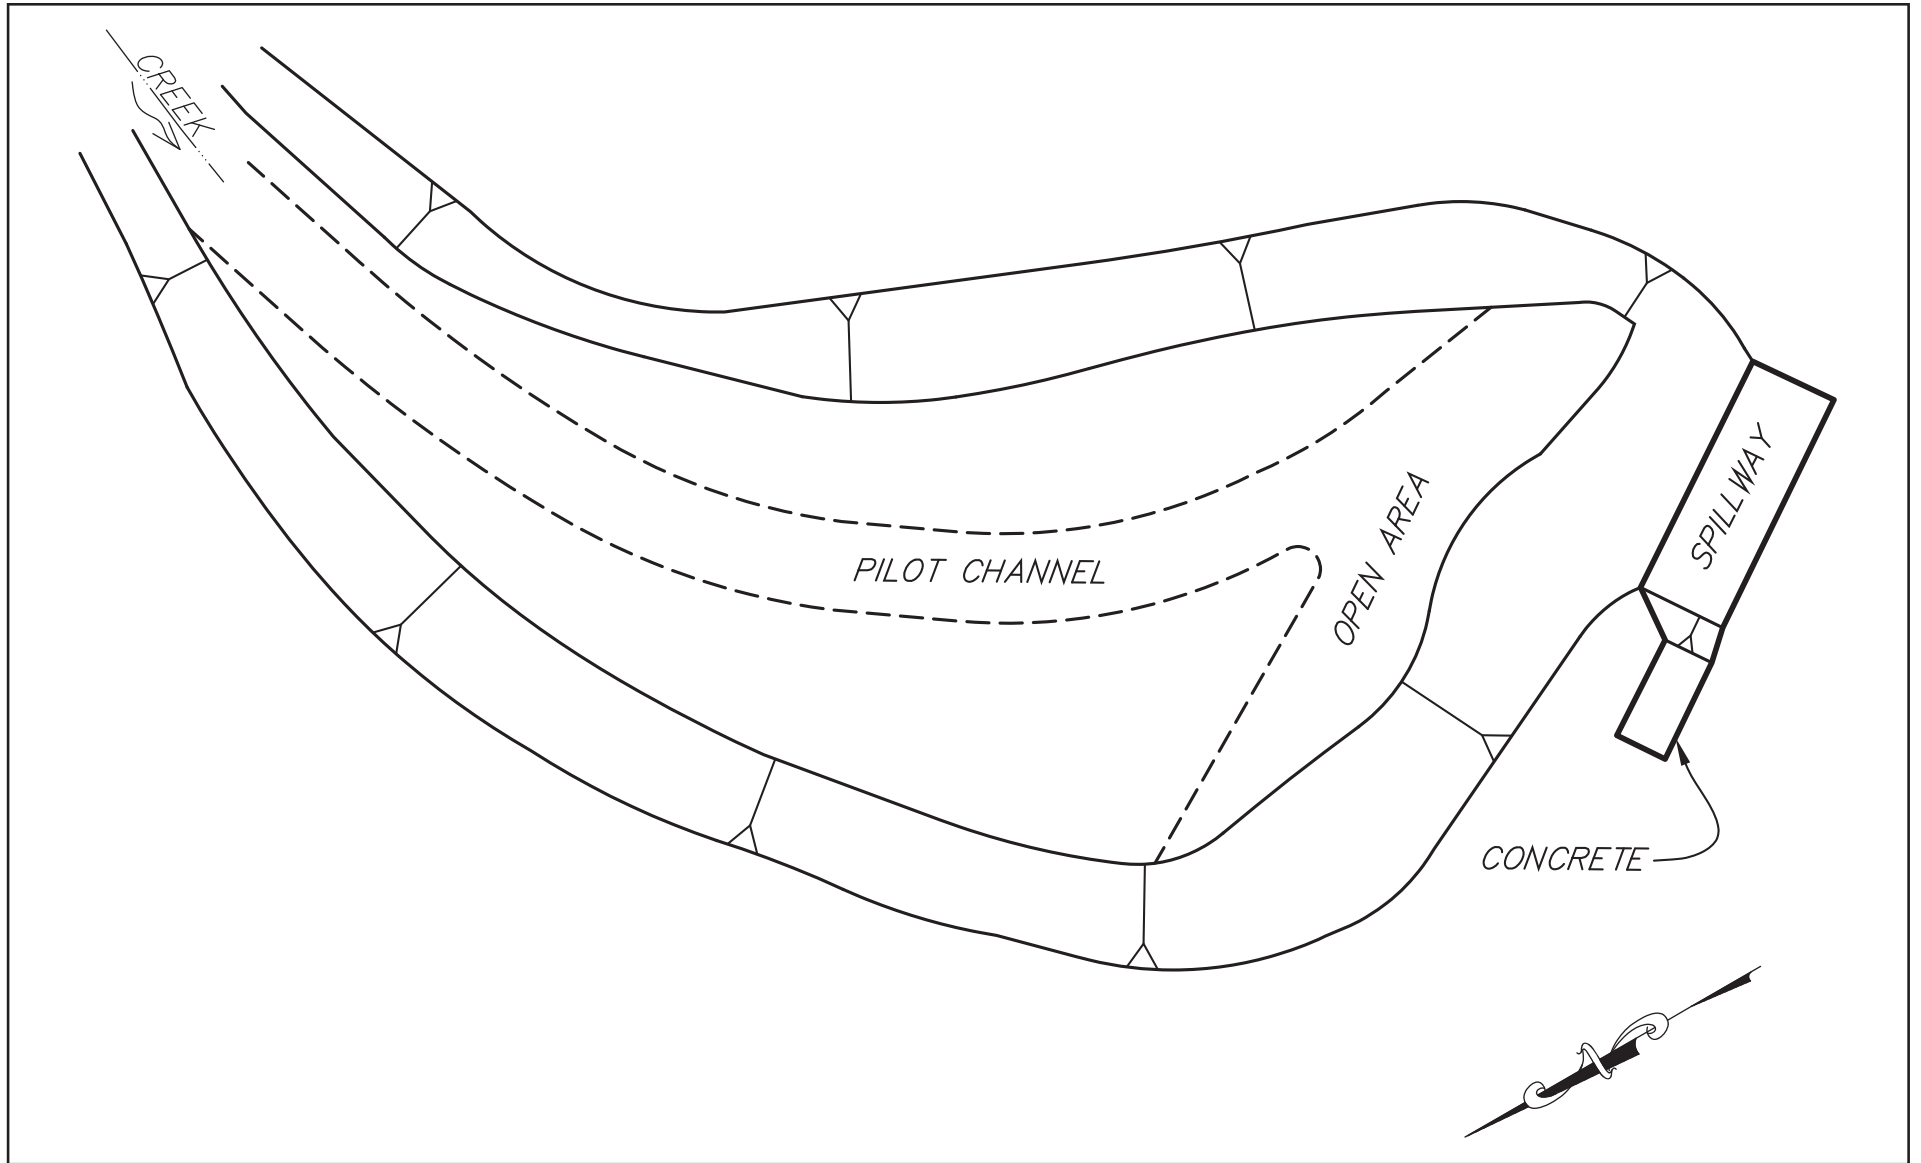 CREEK
PILOT CHANNEL
OPEN AREA
SPILLWAY
CONCRETE
N